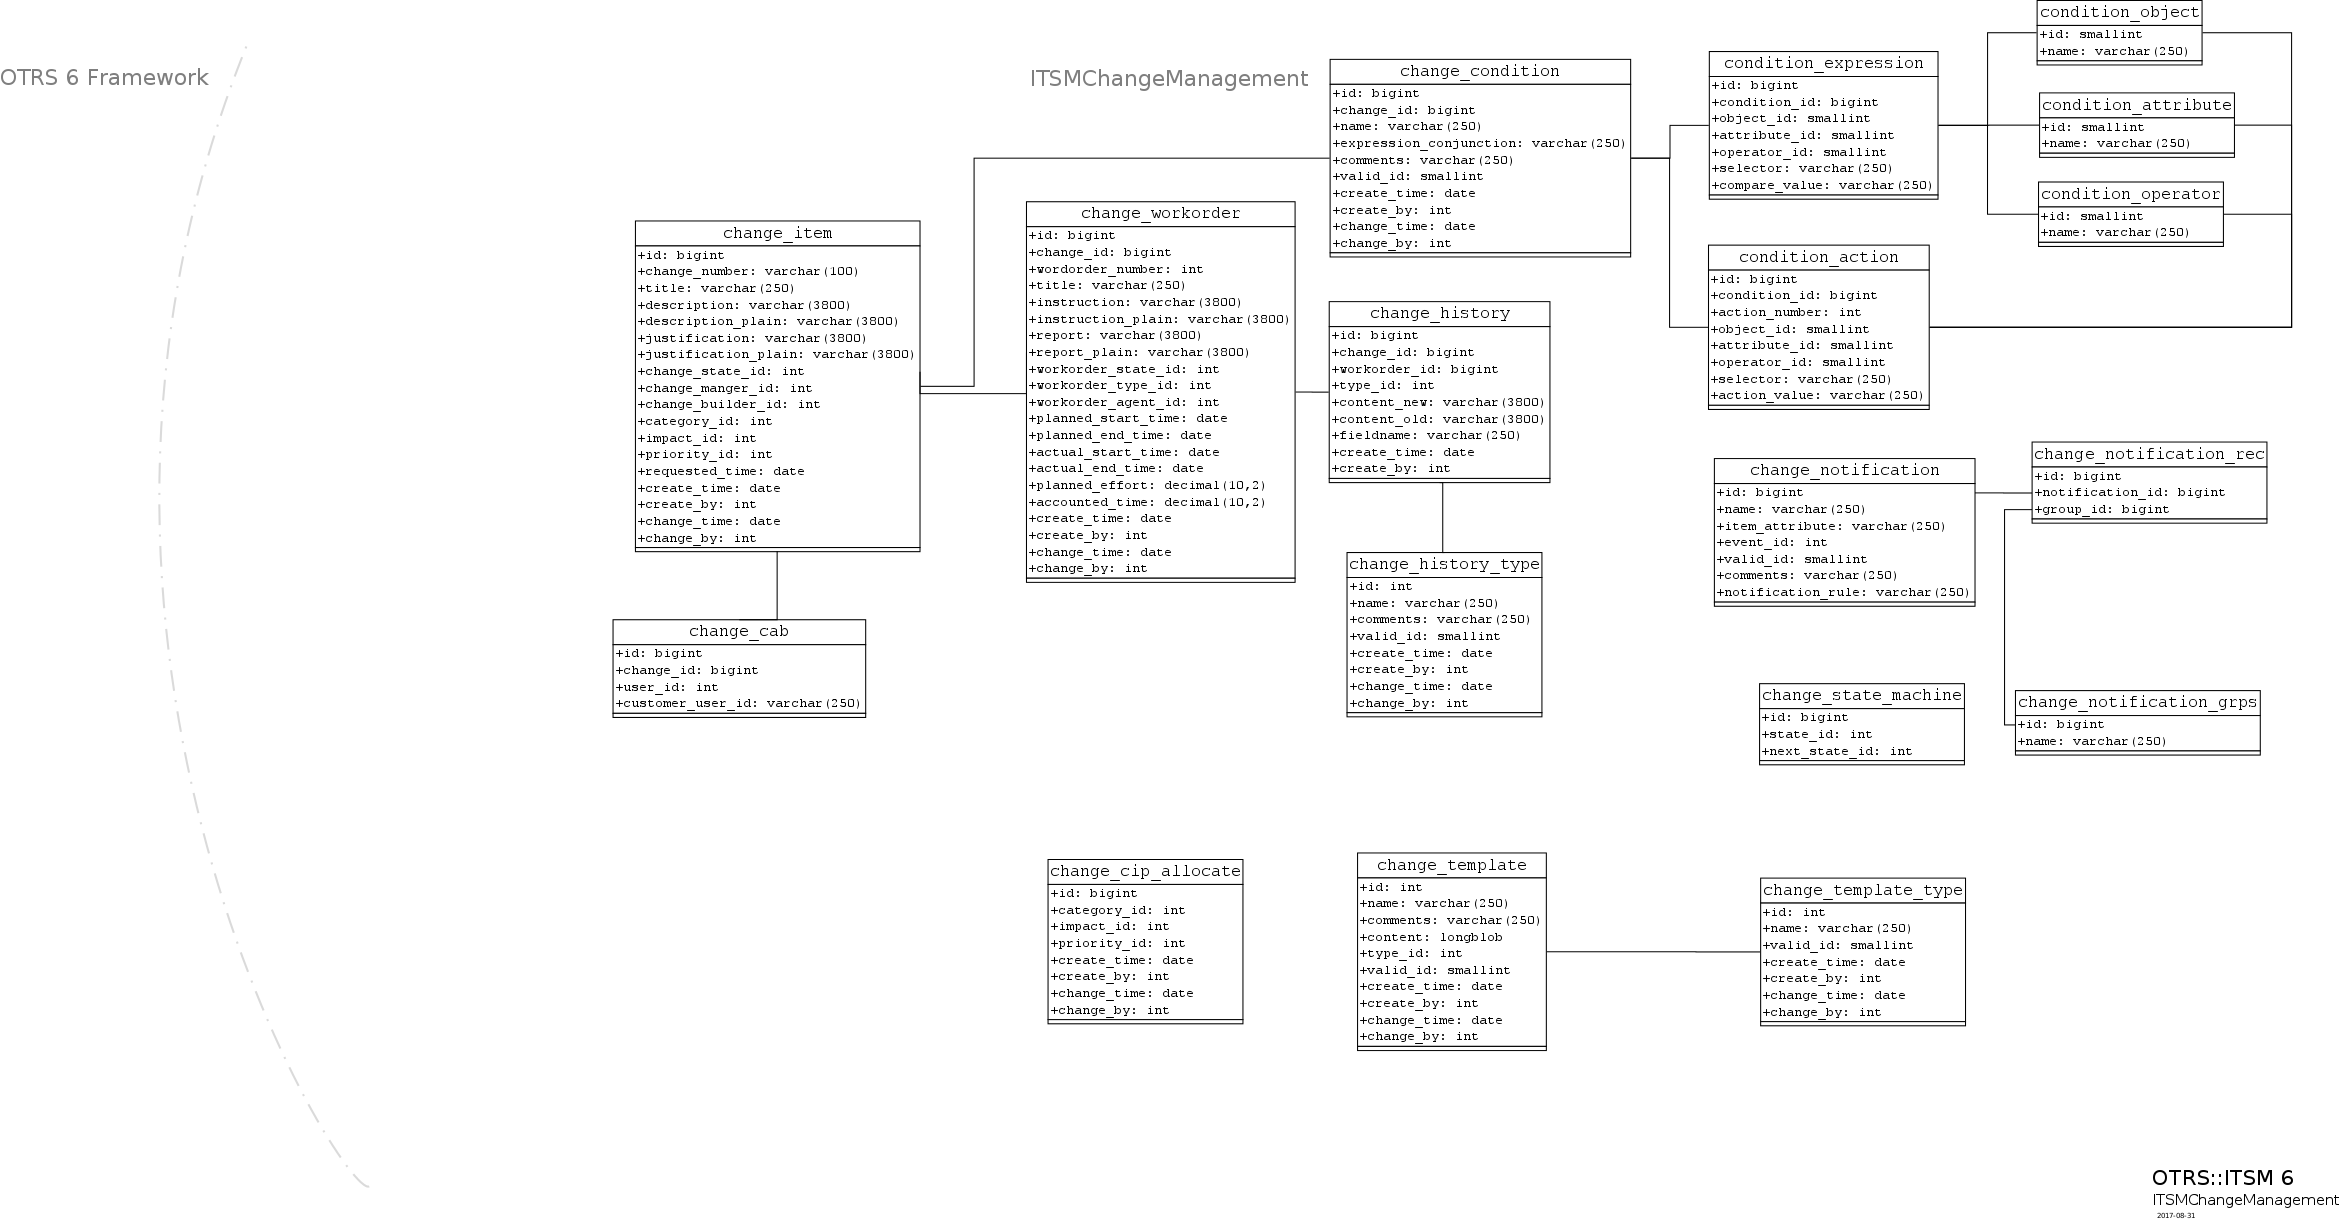 OTRS 6 Framework
ITSMChangeManagement
change_item
+id: bigint
+change_number: varchar(100)
+title: varchar(250)
+description: varchar(3800)
+description_plain: varchar(3800)
+justification: varchar(3800)
+justification_plain: varchar(3800)
+change_state_id: int
+change_manger_id: int
+change_builder_id: int
+category_id: int
+impact_id: int
+priority_id: int
+requested_time: date
+create_time: date
+create_by: int
+change_time: date
+change_by: int
change_cab
+id: bigint
+change_id: bigint
+user_id: int
+customer_user_id: varchar(250)
change_workorder
+id: bigint
+change_id: bigint
+wordorder_number: int
+title: varchar(250)
+instruction: varchar(3800)
+instruction_plain: varchar(3800)
+report: varchar(3800)
+report_plain: varchar(3800)
+workorder_state_id: int
+workorder_type_id: int
+workorder_agent_id: int
+planned_start_time: date
+planned_end_time: date
+actual_start_time: date
+actual_end_time: date
+planned_effort: decimal(10,2)
+accounted_time: decimal(10,2)
+create_time: date
+create_by: int
+change_time: date
+change_by: int
change_condition
+id: bigint
+change_id: bigint
+name: varchar(250)
+expression_conjunction: varchar(250)
+comments: varchar(250)
+valid_id: smallint
+create_time: date
+create_by: int
+change_time: date
+change_by: int
change_history
+id: bigint
+change_id: bigint
+workorder_id: bigint
+type_id: int
+content_new: varchar(3800)
+content_old: varchar(3800)
+fieldname: varchar(250)
+create_time: date
+create_by: int
change_history_type
+id: int
+name: varchar(250)
+comments: varchar(250)
+valid_id: smallint
+create_time: date
+create_by: int
+change_time: date
+change_by: int
condition_expression
+id: bigint
+condition_id: bigint
+object_id: smallint
+attribute_id: smallint
+operator_id: smallint
+selector: varchar(250)
+compare_value: varchar(250)
condition_action
+id: bigint
+condition_id: bigint
+action_number: int
+object_id: smallint
+attribute_id: smallint
+operator_id: smallint
+selector: varchar(250)
+action_value: varchar(250)
condition_object
+id: smallint
+name: varchar(250)
condition_attribute
+id: smallint
+name: varchar(250)
condition_operator
+id: smallint
+name: varchar(250)
change_notification
+id: bigint
+name: varchar(250)
+item_attribute: varchar(250)
+event_id: int
+valid_id: smallint
+comments: varchar(250)
+notification_rule: varchar(250)
change_notification_rec
+id: bigint
+notification_id: bigint
+group_id: bigint
change_state_machine
+id: bigint
+state_id: int
+next_state_id: int
change_notification_grps
+id: bigint
+name: varchar(250)
change_cip_allocate
+id: bigint
+category_id: int
+impact_id: int
+priority_id: int
+create_time: date
+create_by: int
+change_time: date
+change_by: int
change_template
+id: int
+name: varchar(250)
+comments: varchar(250)
+content: longblob
+type_id: int
+valid_id: smallint
+create_time: date
+create_by: int
+change_time: date
+change_by: int
change_template_type
+id: int
+name: varchar(250)
+valid_id: smallint
+create_time: date
+create_by: int
+change_time: date
+change_by: int
OTRS::ITSM 6
ITSMChangeManagement
2017-08-31